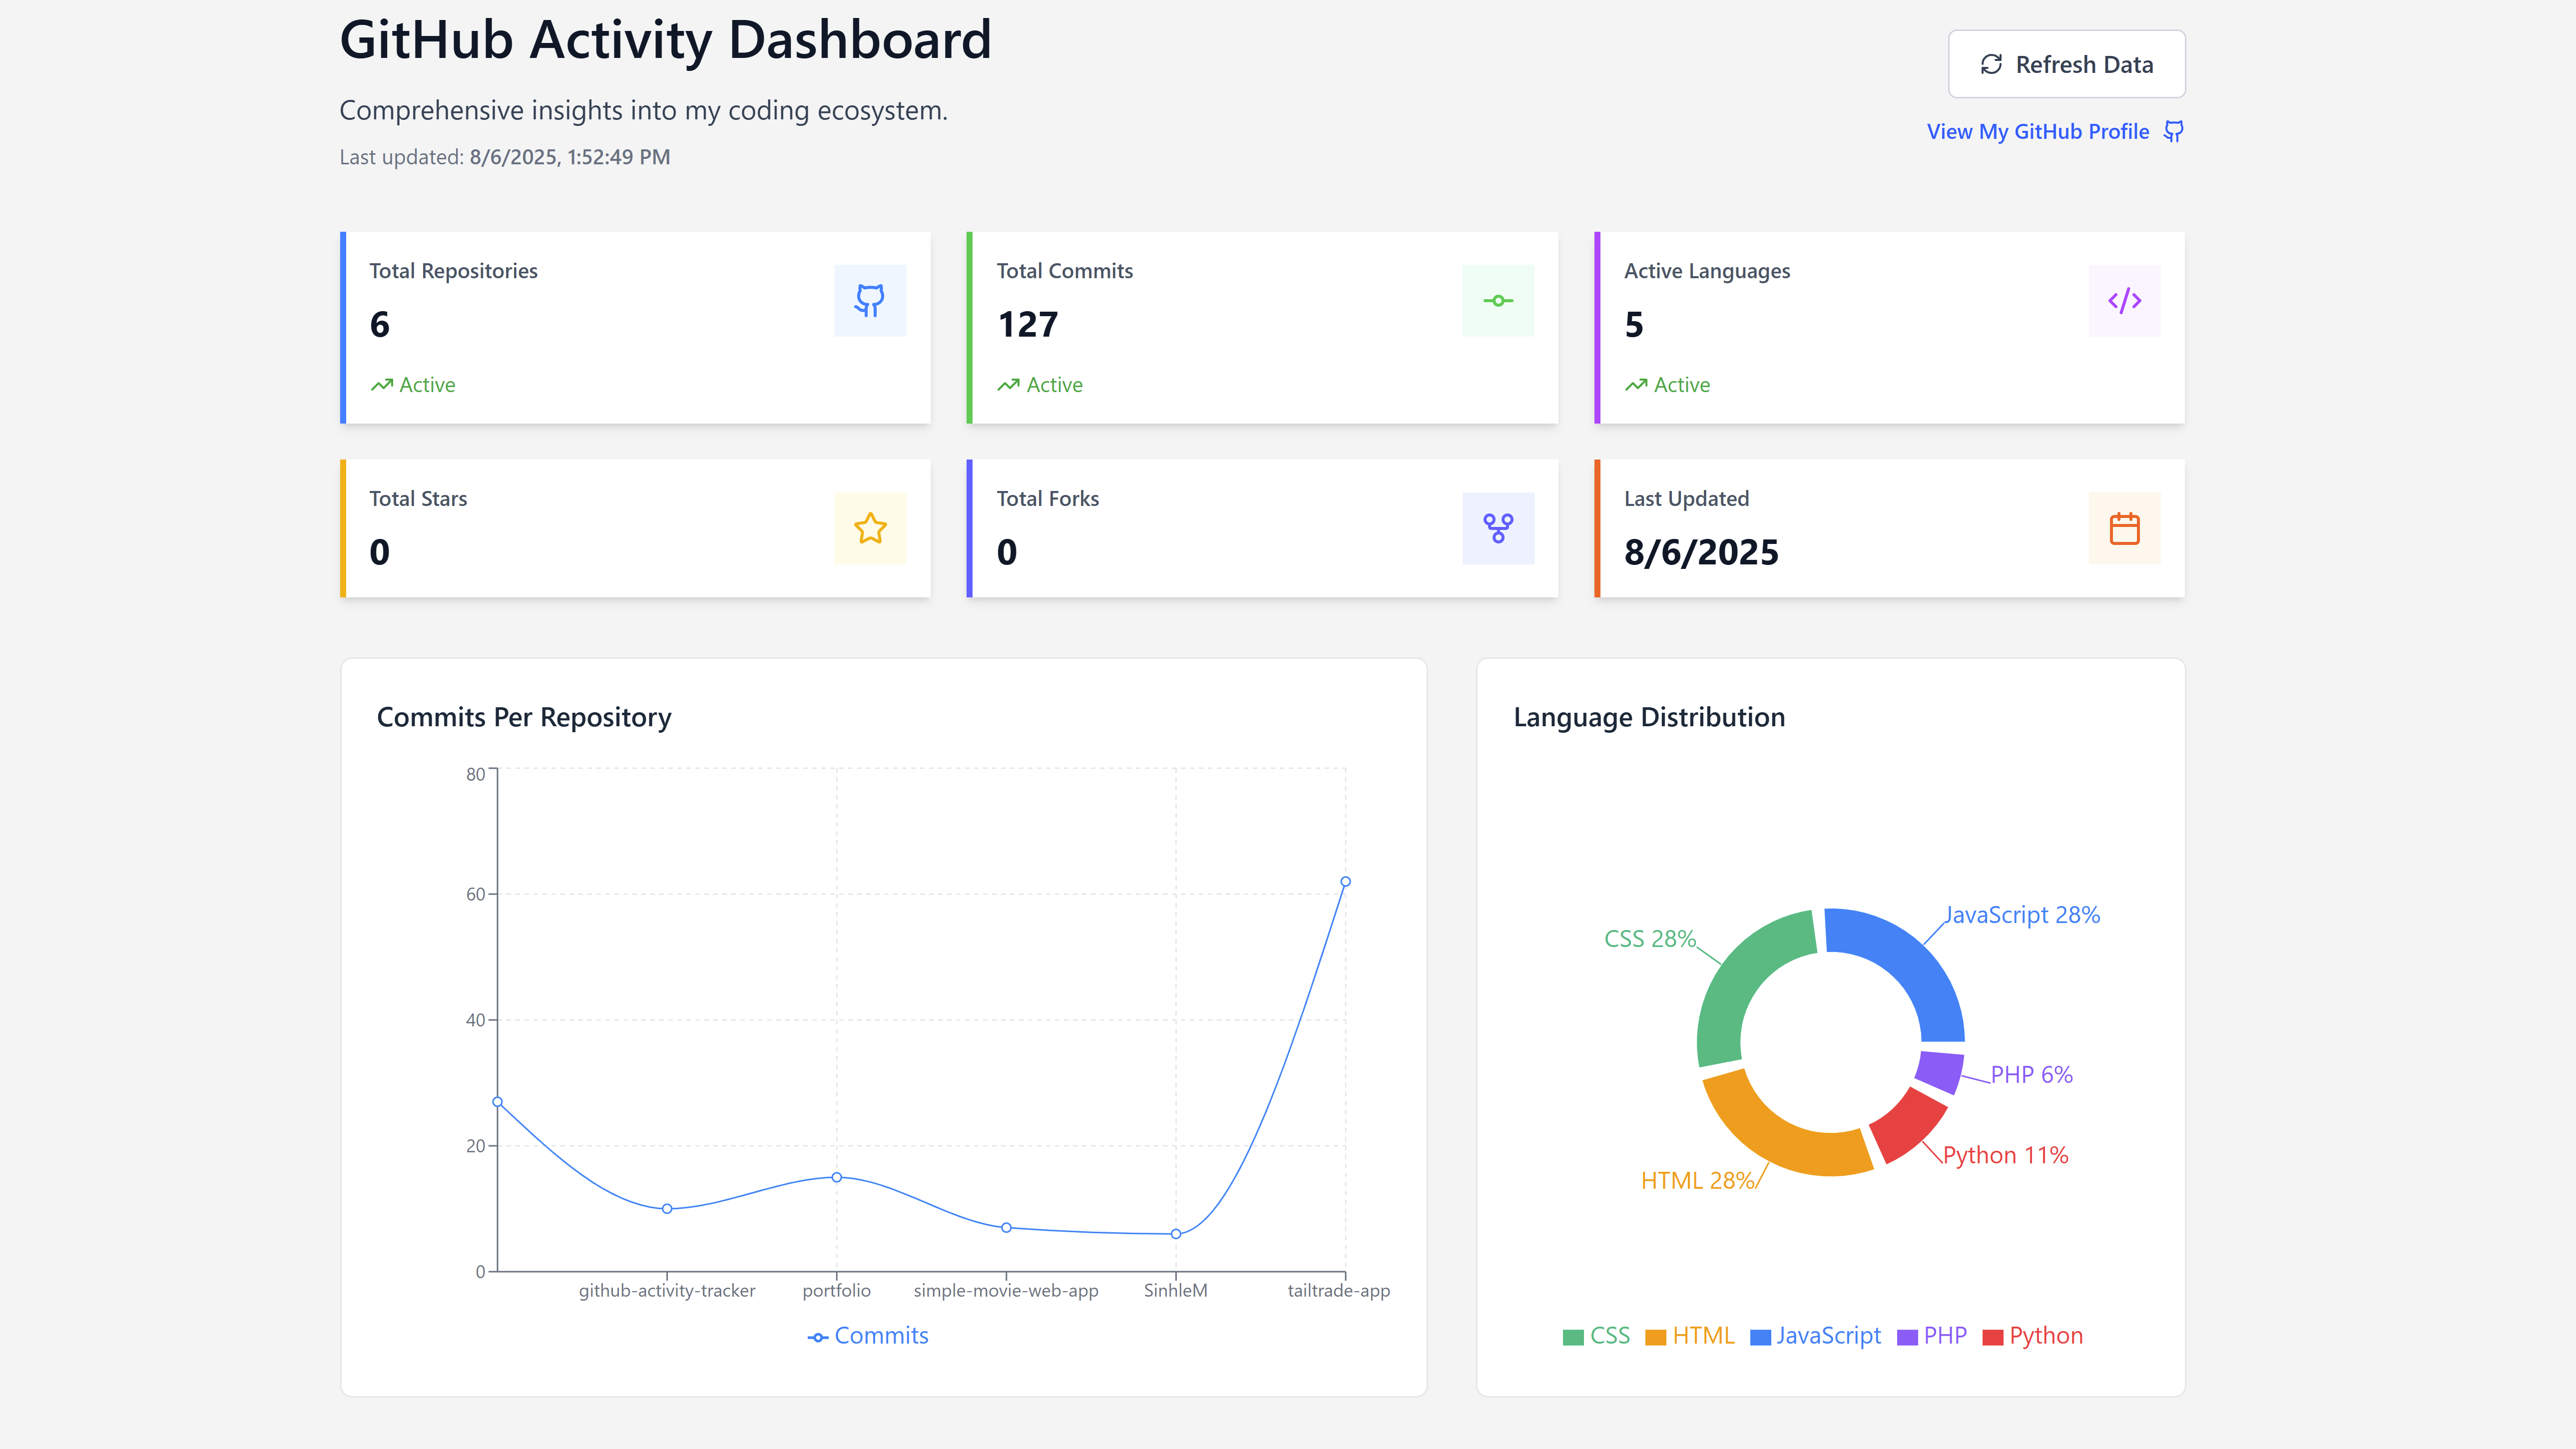 GitHub Activity Dashboard
Refresh Data
Comprehensive insights into my coding ecosystem.
View My GitHub Profile
Last updated: 8/6/2025, 1:52:49 PM
Total Repositories
6
Active
Total Commits
127
Active
Active Languages
5
Active
Total Stars
0
Total Forks
0
Last Updated
8/6/2025
Commits Per Repository
80
60
40
20
0
github-activity-tracker
portfolio
simple-movie-web-app
SinhleM
tailtrade-app
Commits
Language Distribution
JavaScript 28%
CSS 28%
PHP 6%
Python 11%
HTML 28%
CSS
HTML
JavaScript
PHP
Python